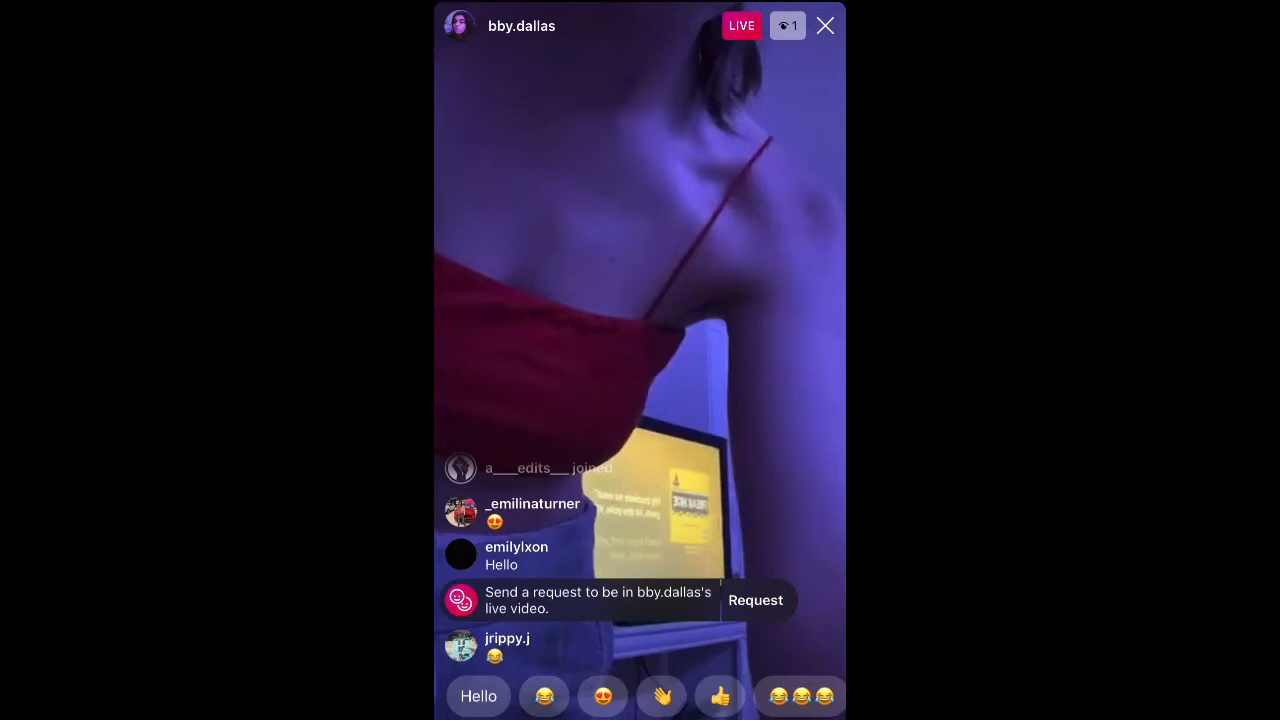 bby.dallas
LIVE
1
a____edits___ joined
_emilinaturner
😍
emilylxon
Hello
Send a request to be in bby.dallas's
live video.
Request
jrippy.j
😂
Hello 😂 😍 👋 👍 😂😂😂